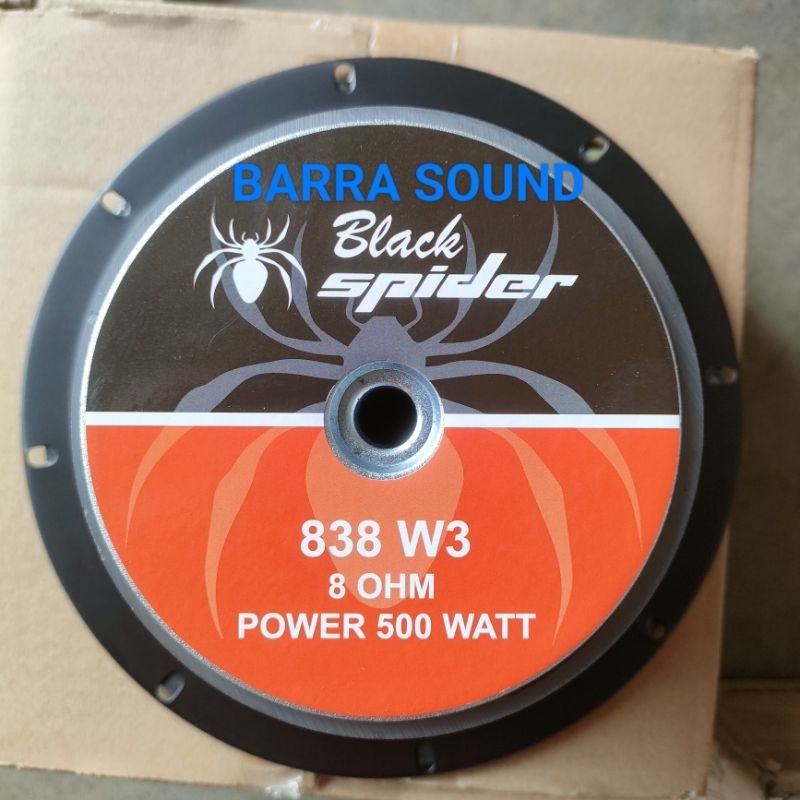 BARRA SOUND
Black
spider
838 W3
8 OHM
POWER 500 WATT